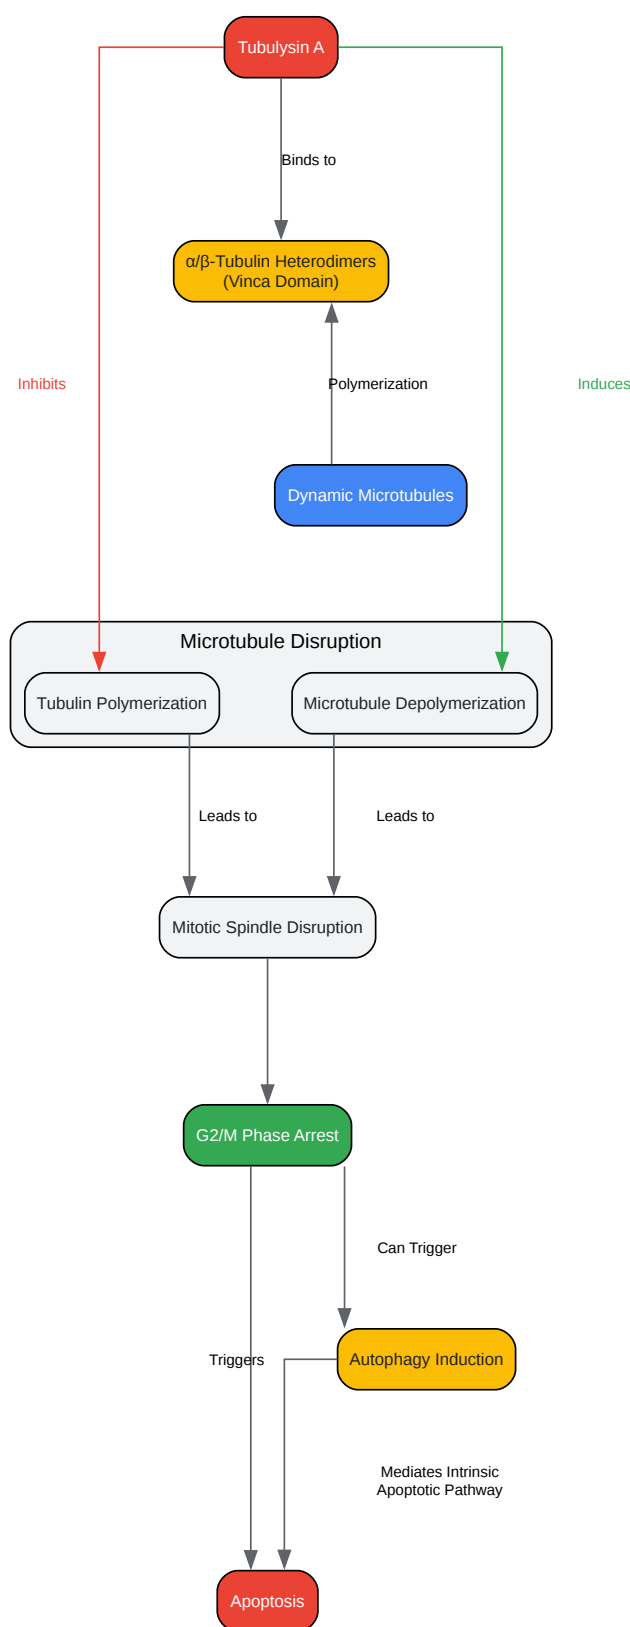 Tubulysin A
Binds to
α/β-Tubulin Heterodimers
(Vinca Domain)
Inhibits
Polymerization
Induces
Dynamic Microtubules
Microtubule Disruption
Tubulin Polymerization
Microtubule Depolymerization
Leads to
Leads to
Mitotic Spindle Disruption
G2/M Phase Arrest
Can Trigger
Triggers
Autophagy Induction
Mediates Intrinsic
Apoptotic Pathway
Apoptosis